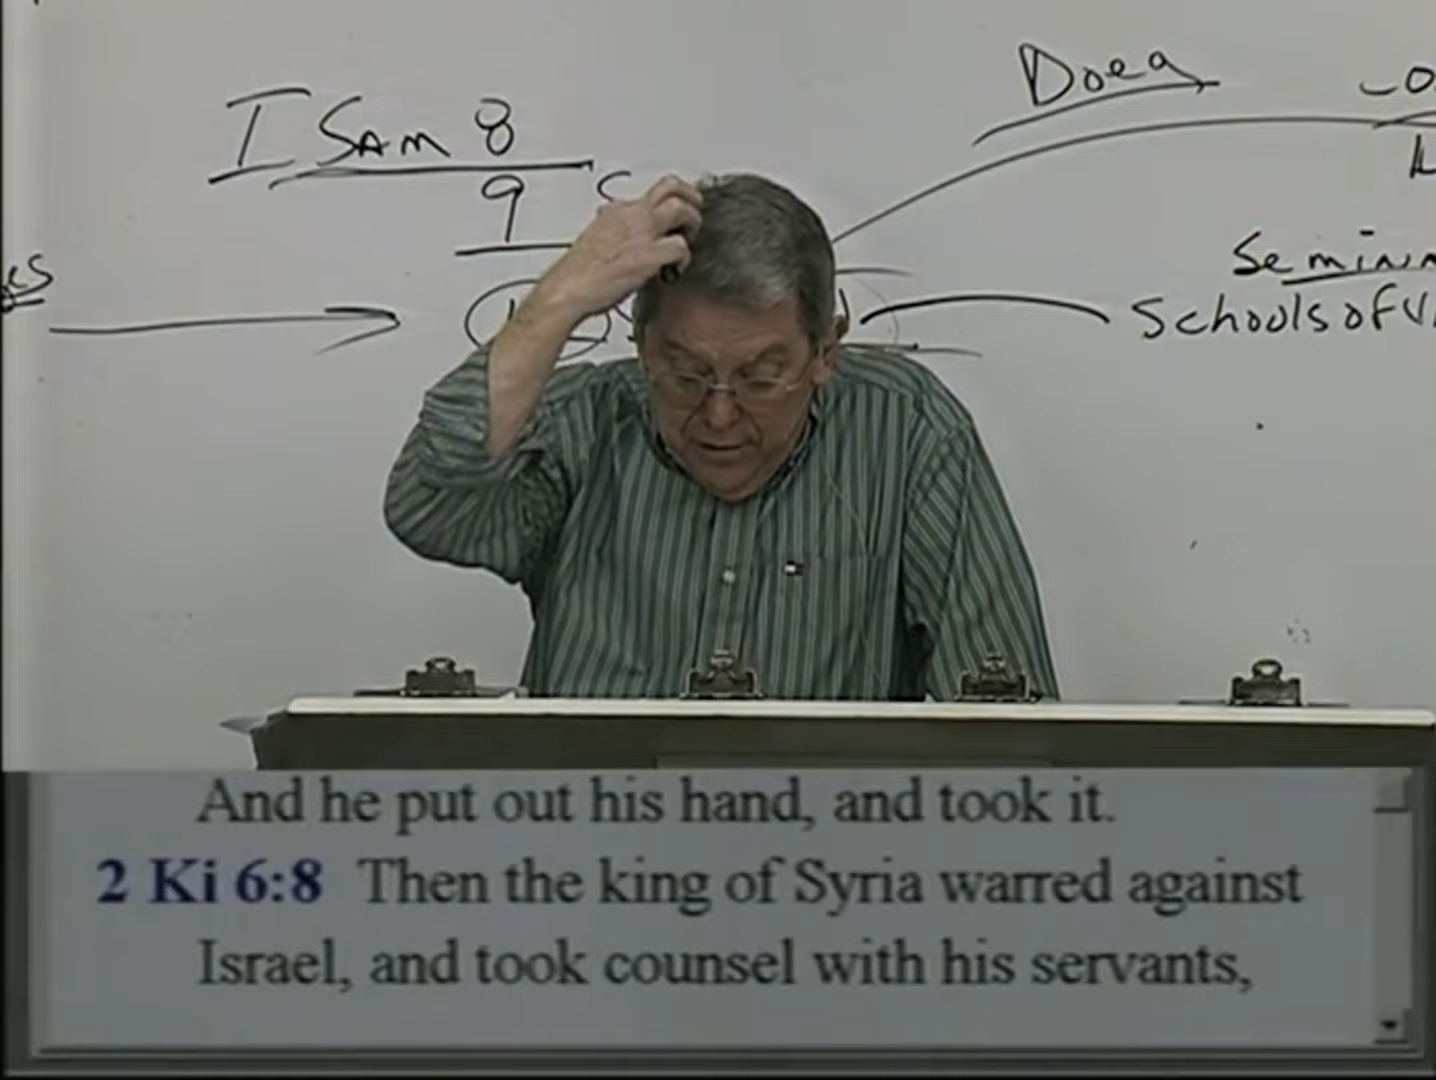 I SAM 8
9
Doeg
Schools of
And he put out his hand, and took it.
2 Ki 6:8 Then the king of Syria warred against
Israel, and took counsel with his servants,